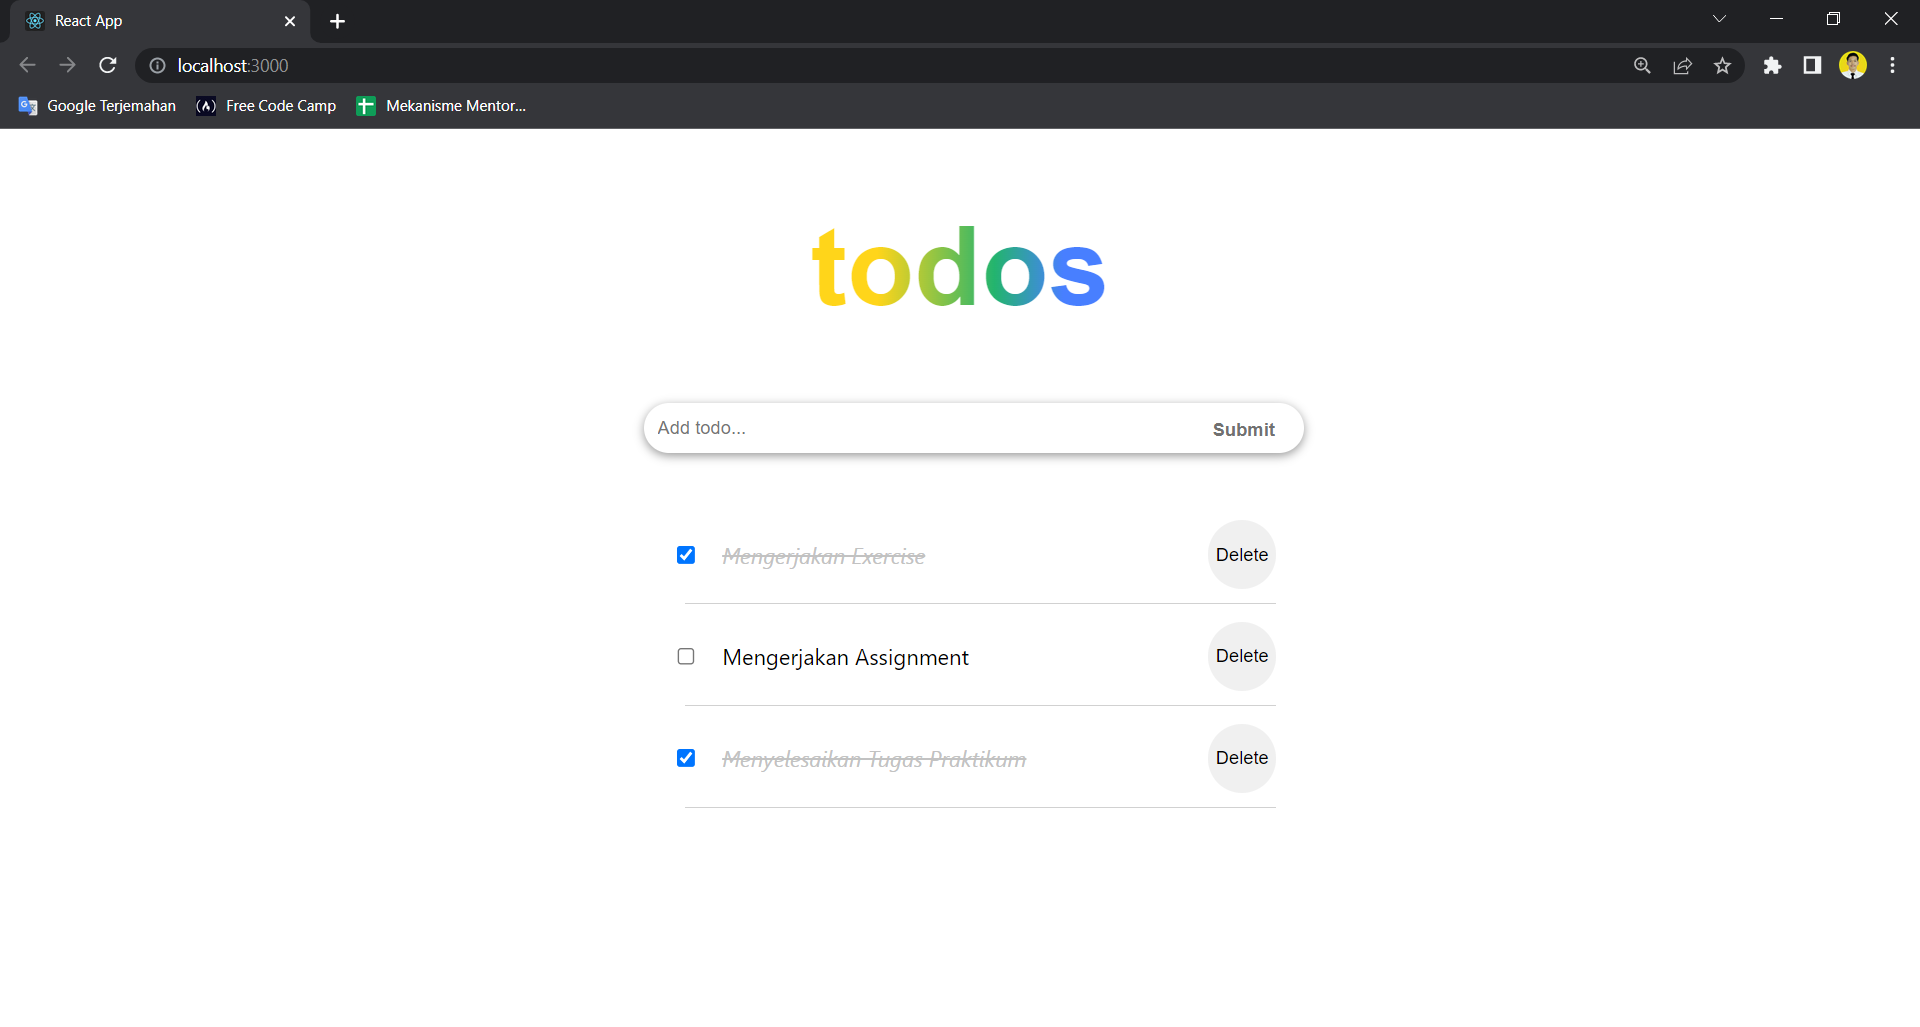 React App
localhost:3000
Google Terjemahan Free Code Camp Mekanisme Mentor...
todos
Add todo... Submit
Mengerjakan Exercise Delete
Mengerjakan Assignment Delete
Menyelesaikan Tugas Praktikum Delete